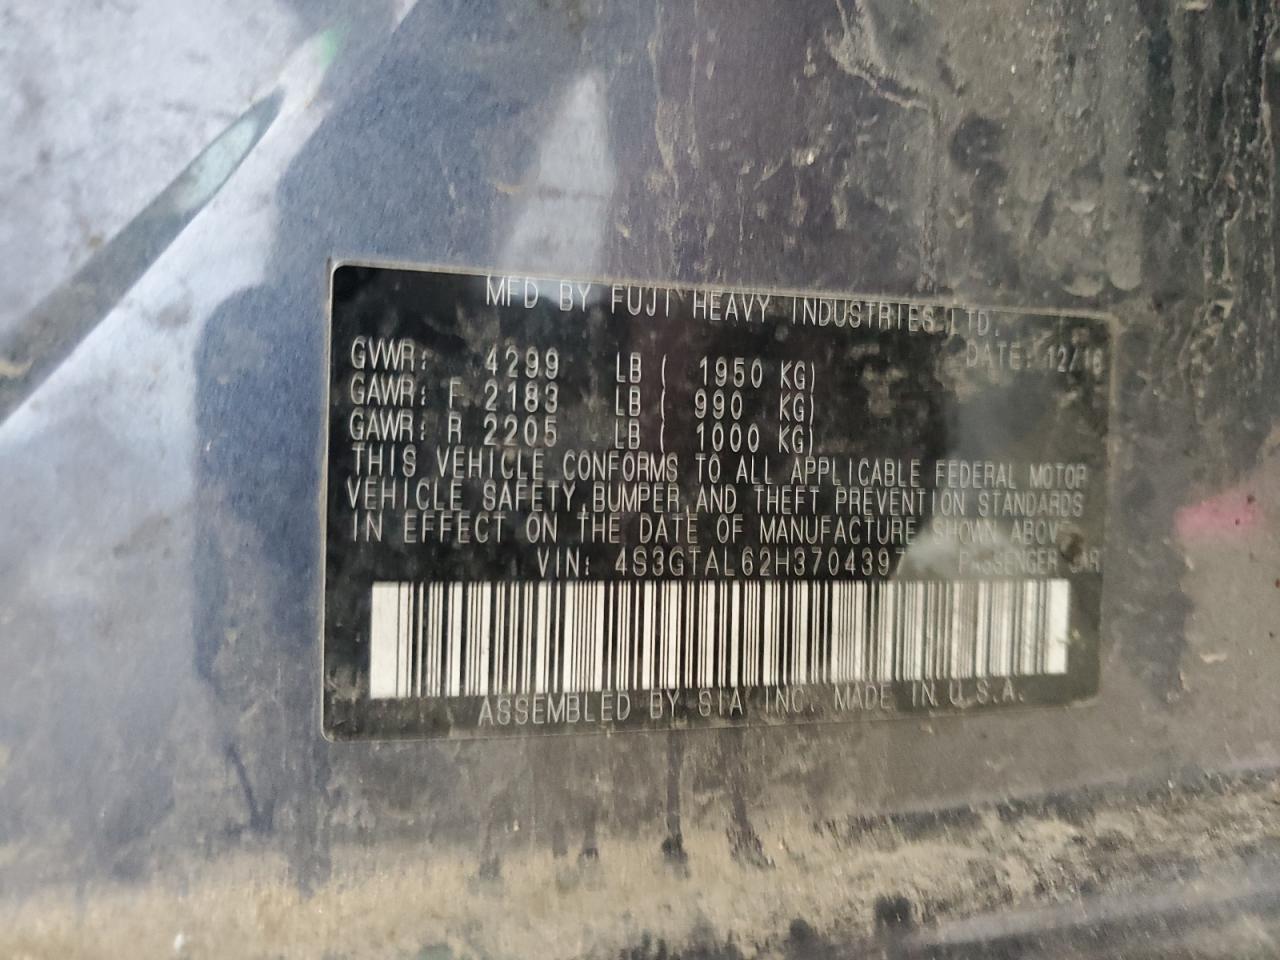 MFD BY FUJI HEAVY INDUSTRIES LTD.
DATE: 12/16
GVWR: 4299 LB ( 1950 KG)
GAWR: F 2183 LB ( 990 KG)
GAWR: R 2205 LB ( 1000 KG)
THIS VEHICLE CONFORMS TO ALL APPLICABLE FEDERAL MOTOR
VEHICLE SAFETY, BUMPER, AND THEFT PREVENTION STANDARDS
IN EFFECT ON THE DATE OF MANUFACTURE SHOWN ABOVE
VIN: 4S3GTAL62H3704397 PASSENGER CAR
ASSEMBLED BY SIA INC. MADE IN U.S.A.